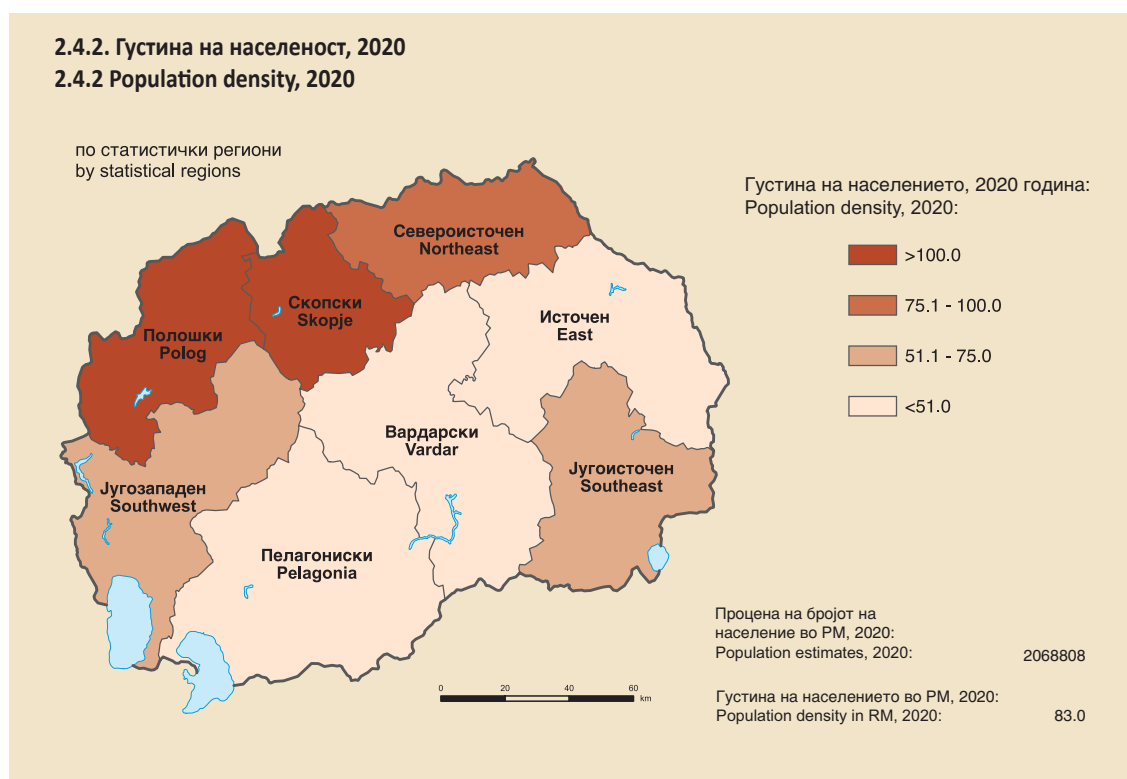 2.4.2. Густина на населеност, 2020
2.4.2 Population density, 2020
по статистички региони
by statistical regions
Густина на населението, 2020 година:
Population density, 2020:
>100.0
75.1 - 100.0
51.1 - 75.0
<51.0
Североисточен
Northeast
Скопски
Skopje
Источен
East
Полошки
Polog
Вардарски
Vardar
Југоисточен
Southeast
Југозападен
Southwest
Пелагониски
Pelagonia
0 20 40 60
km
Процена на бројот на
население во РМ, 2020:
Population estimates, 2020: 2068808
Густина на населението во РМ, 2020:
Population density in RM, 2020: 83.0